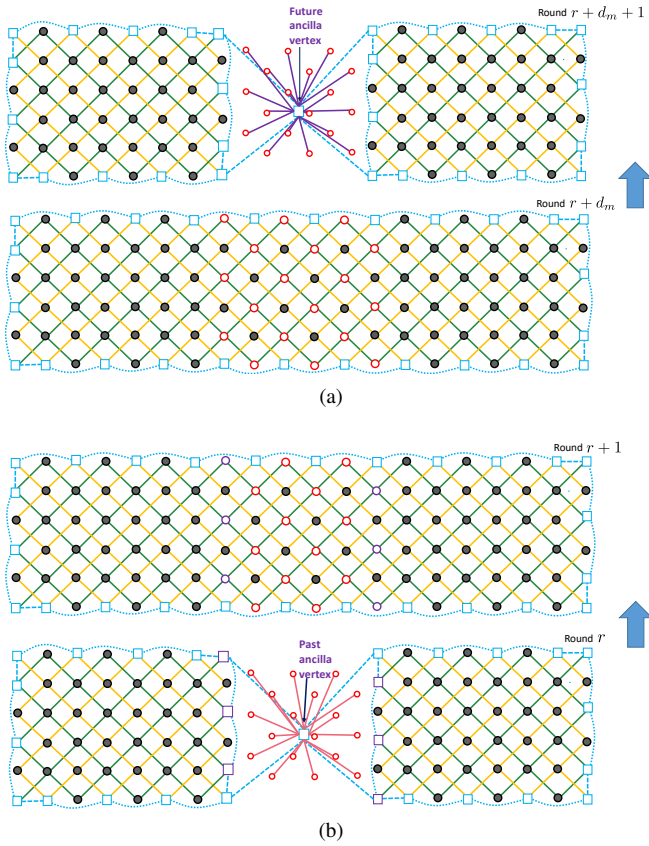 Future
ancilla
vertex
Round r + d_m + 1
Round r + d_m
(a)
Round r + 1
Past
ancilla
vertex
Round r
(b)